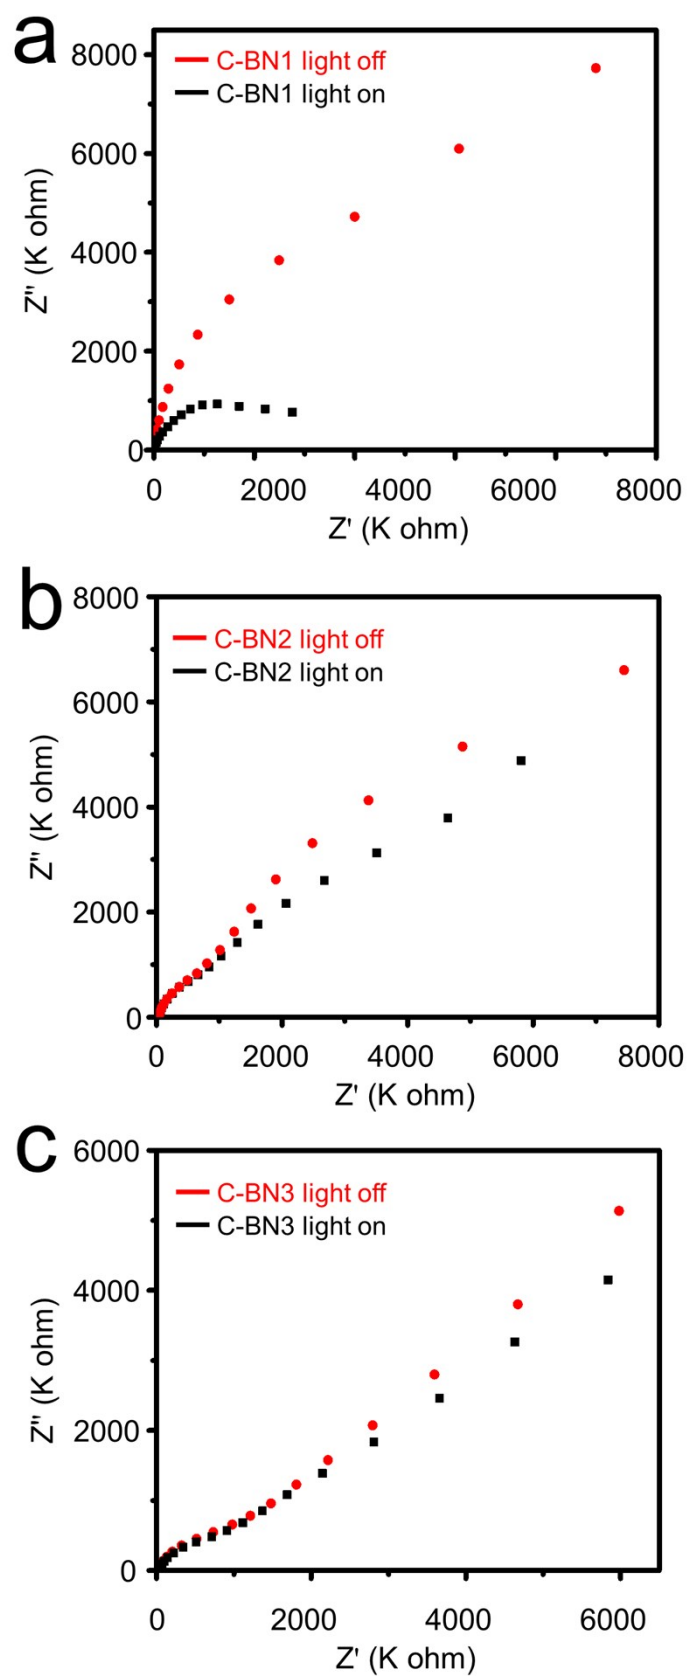 a
8000
6000
4000
2000
0
Z" (K ohm)
C-BN1 light off
C-BN1 light on
0 2000 4000 6000 8000
Z' (K ohm)
b
8000
6000
4000
2000
0
Z" (K ohm)
C-BN2 light off
C-BN2 light on
0 2000 4000 6000 8000
Z' (K ohm)
c
6000
4000
2000
0
Z" (K ohm)
C-BN3 light off
C-BN3 light on
0 2000 4000 6000
Z' (K ohm)